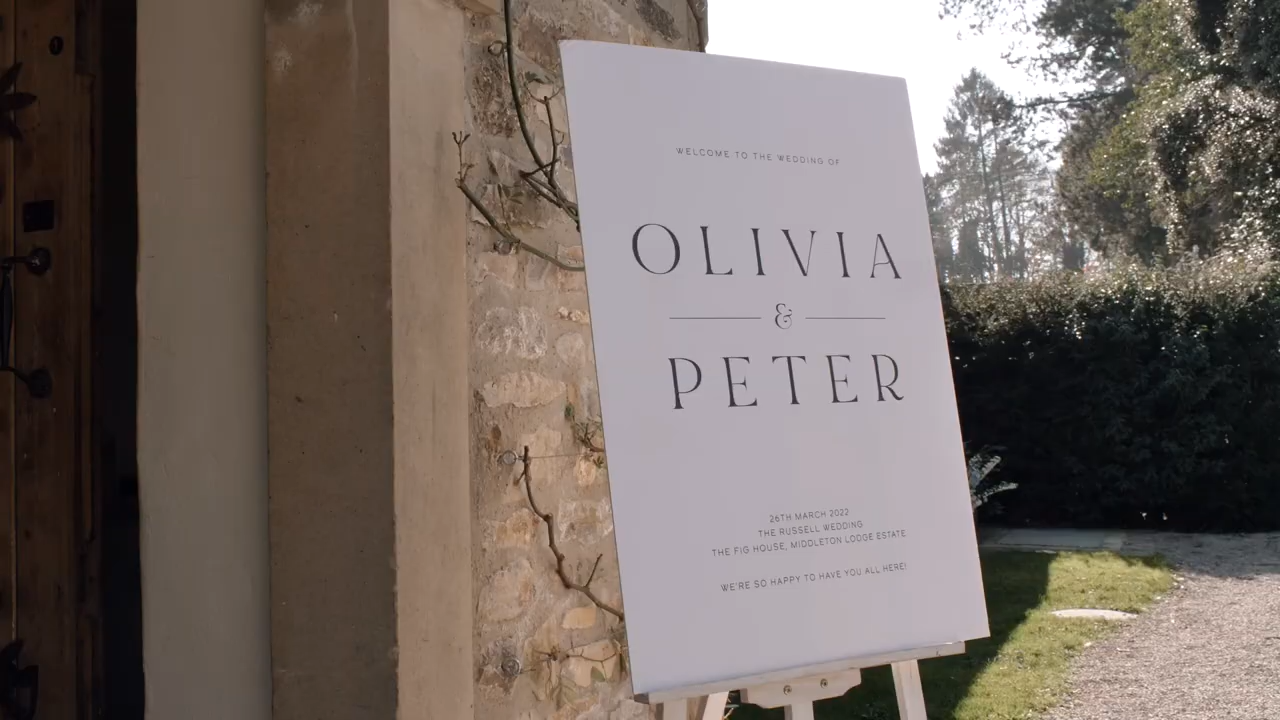 WELCOME TO THE WEDDING OF
OLIVIA
&
PETER
26TH MARCH 2022
THE RUSSELL WEDDING
THE FIG HOUSE, MIDDLETON LODGE ESTATE
WE'RE SO HAPPY TO HAVE YOU ALL HERE!